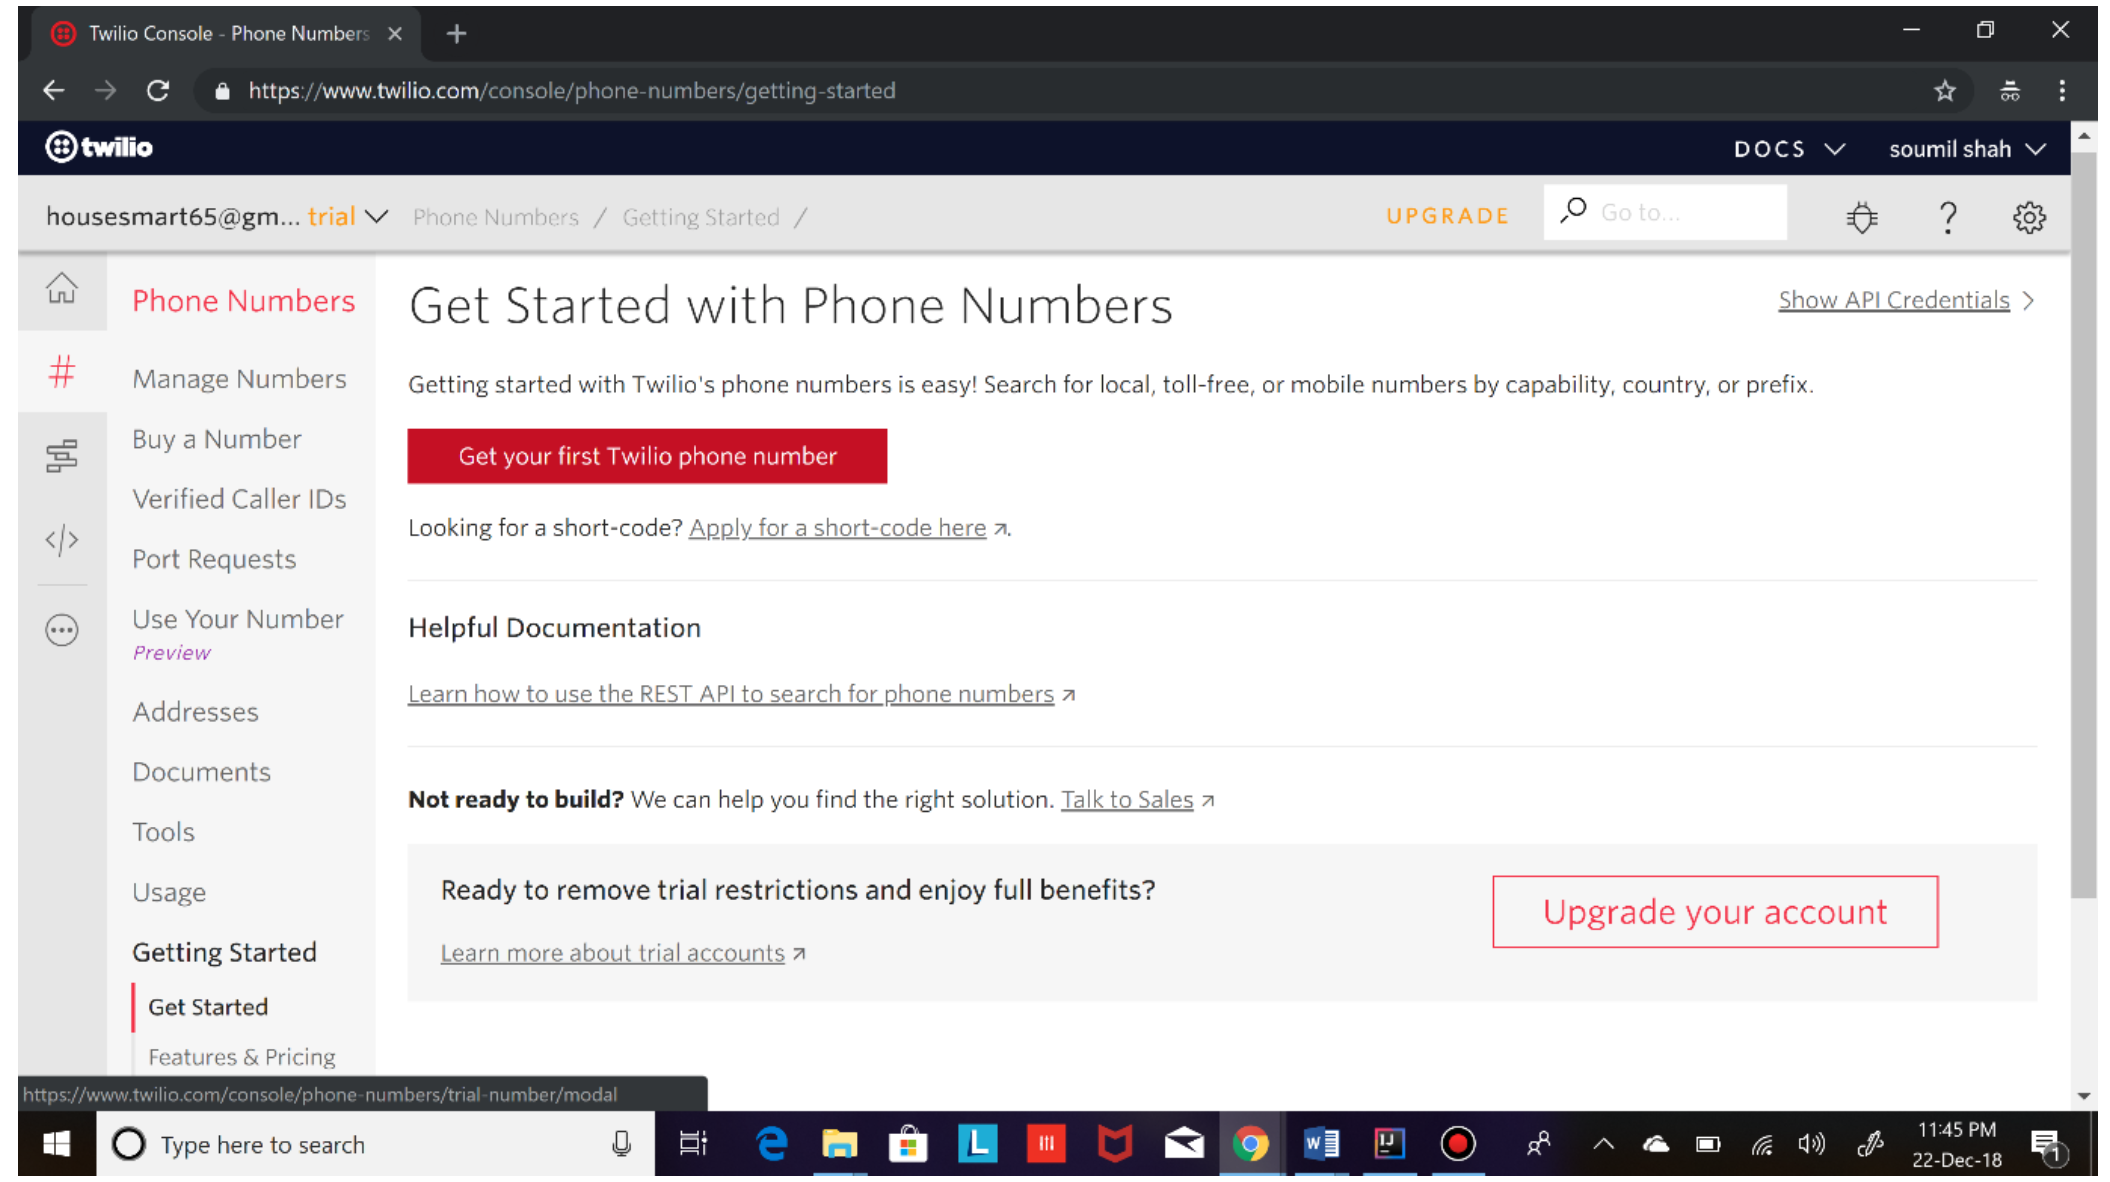 Twilio Console - Phone Numbers
https://www.twilio.com/console/phone-numbers/getting-started
twilio
DOCS
soumil shah
housesmart65@gm... trial
Phone Numbers / Getting Started /
UPGRADE
Go to...
Phone Numbers
Manage Numbers
Buy a Number
Verified Caller IDs
Port Requests
Use Your Number
Preview
Addresses
Documents
Tools
Usage
Getting Started
Get Started
Features & Pricing
Get Started with Phone Numbers
Show API Credentials
Getting started with Twilio's phone numbers is easy! Search for local, toll-free, or mobile numbers by capability, country, or prefix.
Get your first Twilio phone number
Looking for a short-code? Apply for a short-code here.
Helpful Documentation
Learn how to use the REST API to search for phone numbers
Not ready to build? We can help you find the right solution. Talk to Sales
Ready to remove trial restrictions and enjoy full benefits?
Learn more about trial accounts
Upgrade your account
https://www.twilio.com/console/phone-numbers/trial-number/modal
Type here to search
11:45 PM
22-Dec-18
1